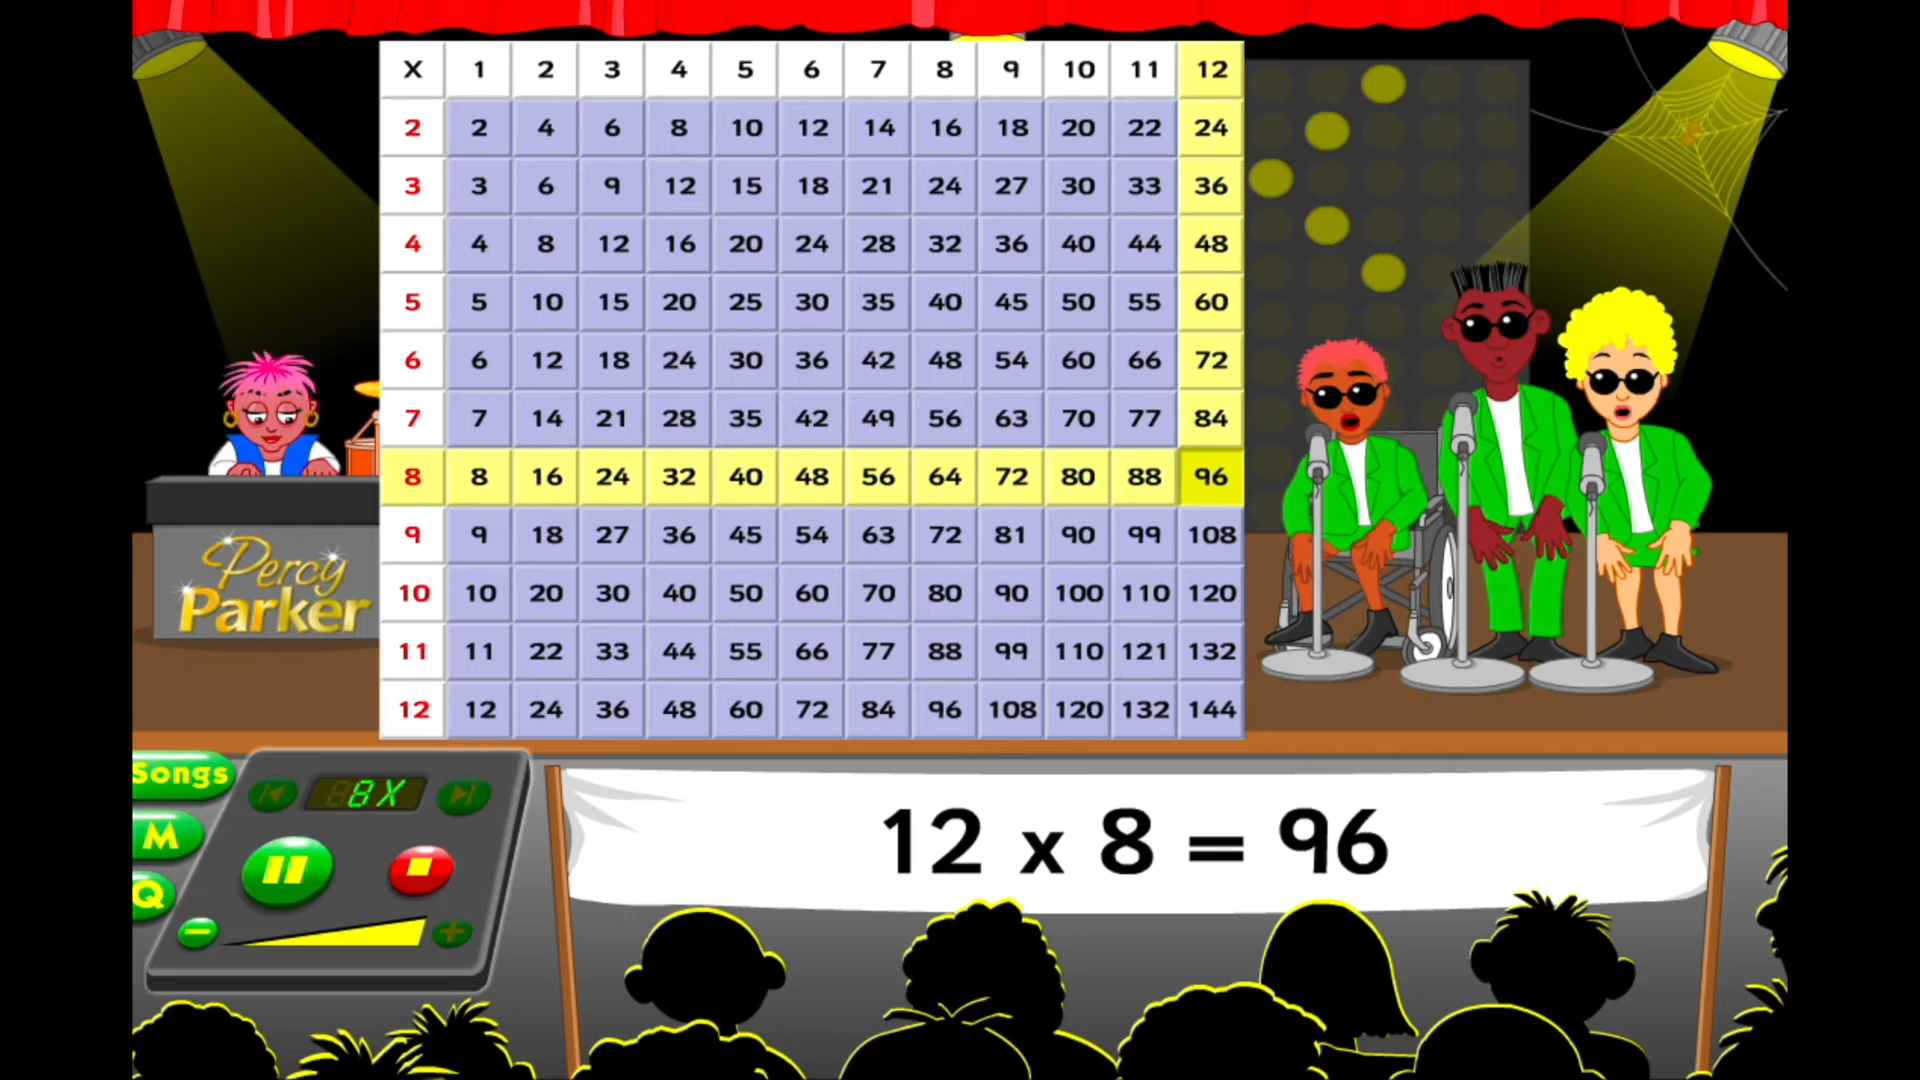 X 1 2 3 4 5 6 7 8 9 10 11 12
2 2 4 6 8 10 12 14 16 18 20 22 24
3 3 6 9 12 15 18 21 24 27 30 33 36
4 4 8 12 16 20 24 28 32 36 40 44 48
5 5 10 15 20 25 30 35 40 45 50 55 60
6 6 12 18 24 30 36 42 48 54 60 66 72
7 7 14 21 28 35 42 49 56 63 70 77 84
8 8 16 24 32 40 48 56 64 72 80 88 96
9 9 18 27 36 45 54 63 72 81 90 99 108
10 10 20 30 40 50 60 70 80 90 100 110 120
11 11 22 33 44 55 66 77 88 99 110 121 132
12 12 24 36 48 60 72 84 96 108 120 132 144
Percy
Parker
Songs
8X
M
Q
12 x 8 = 96